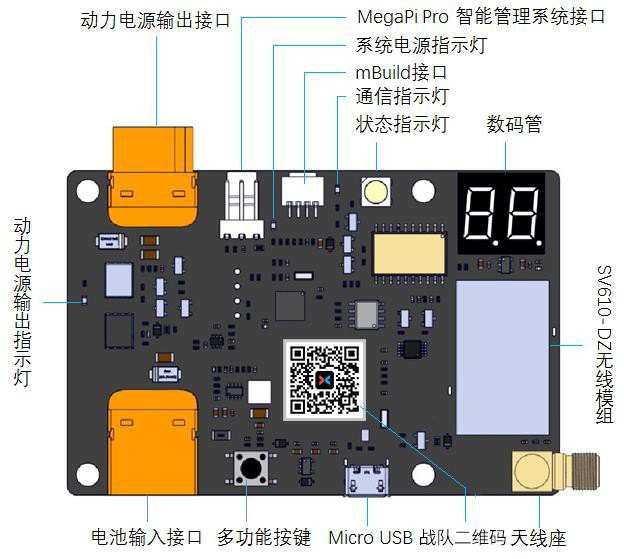 动力电源输出接口
MegaPi Pro 智能管理系统接口
系统电源指示灯
mBuild接口
通信指示灯
状态指示灯
数码管
动力电源输出指示灯
SV610-DZ无线模组
电池输入接口
多功能按键
Micro USB
战队二维码
天线座